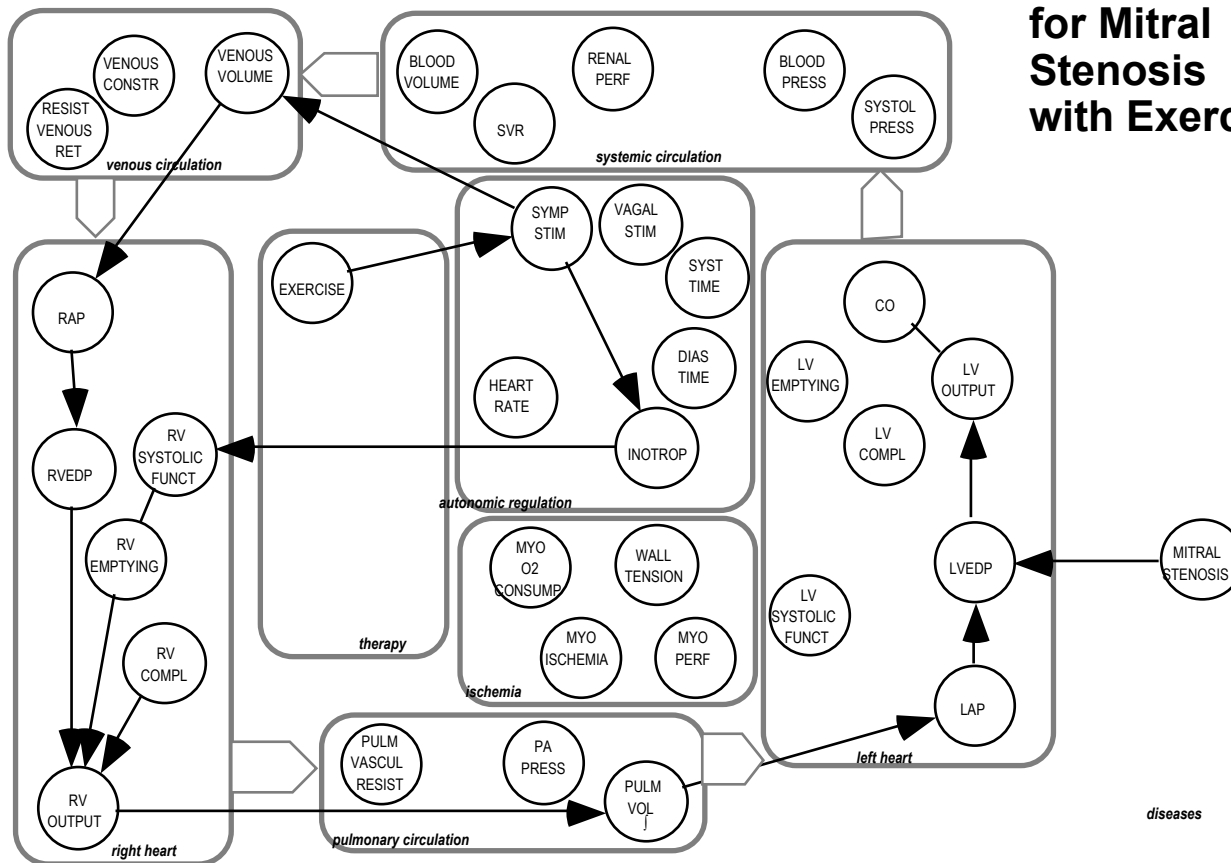 for Mitral
Stenosis
with Exerc
VENOUS
CONSTR
VENOUS
VOLUME
RESIST
VENOUS
RET
venous circulation
BLOOD
VOLUME
SVR
RENAL
PERF
BLOOD
PRESS
SYSTOL
PRESS
systemic circulation
SYMP
STIM
VAGAL
STIM
SYST
TIME
DIAS
TIME
HEART
RATE
INOTROP
autonomic regulation
EXERCISE
therapy
RAP
RVEDP
RV
SYSTOLIC
FUNCT
RV
EMPTYING
RV
COMPL
RV
OUTPUT
right heart
MYO
O2
CONSUMP
WALL
TENSION
MYO
ISCHEMIA
MYO
PERF
ischemia
PULM
VASCUL
RESIST
PA
PRESS
PULM
VOL
∫
pulmonary circulation
CO
LV
EMPTYING
LV
OUTPUT
LV
COMPL
LVEDP
LV
SYSTOLIC
FUNCT
LAP
left heart
MITRAL
STENOSIS
diseases